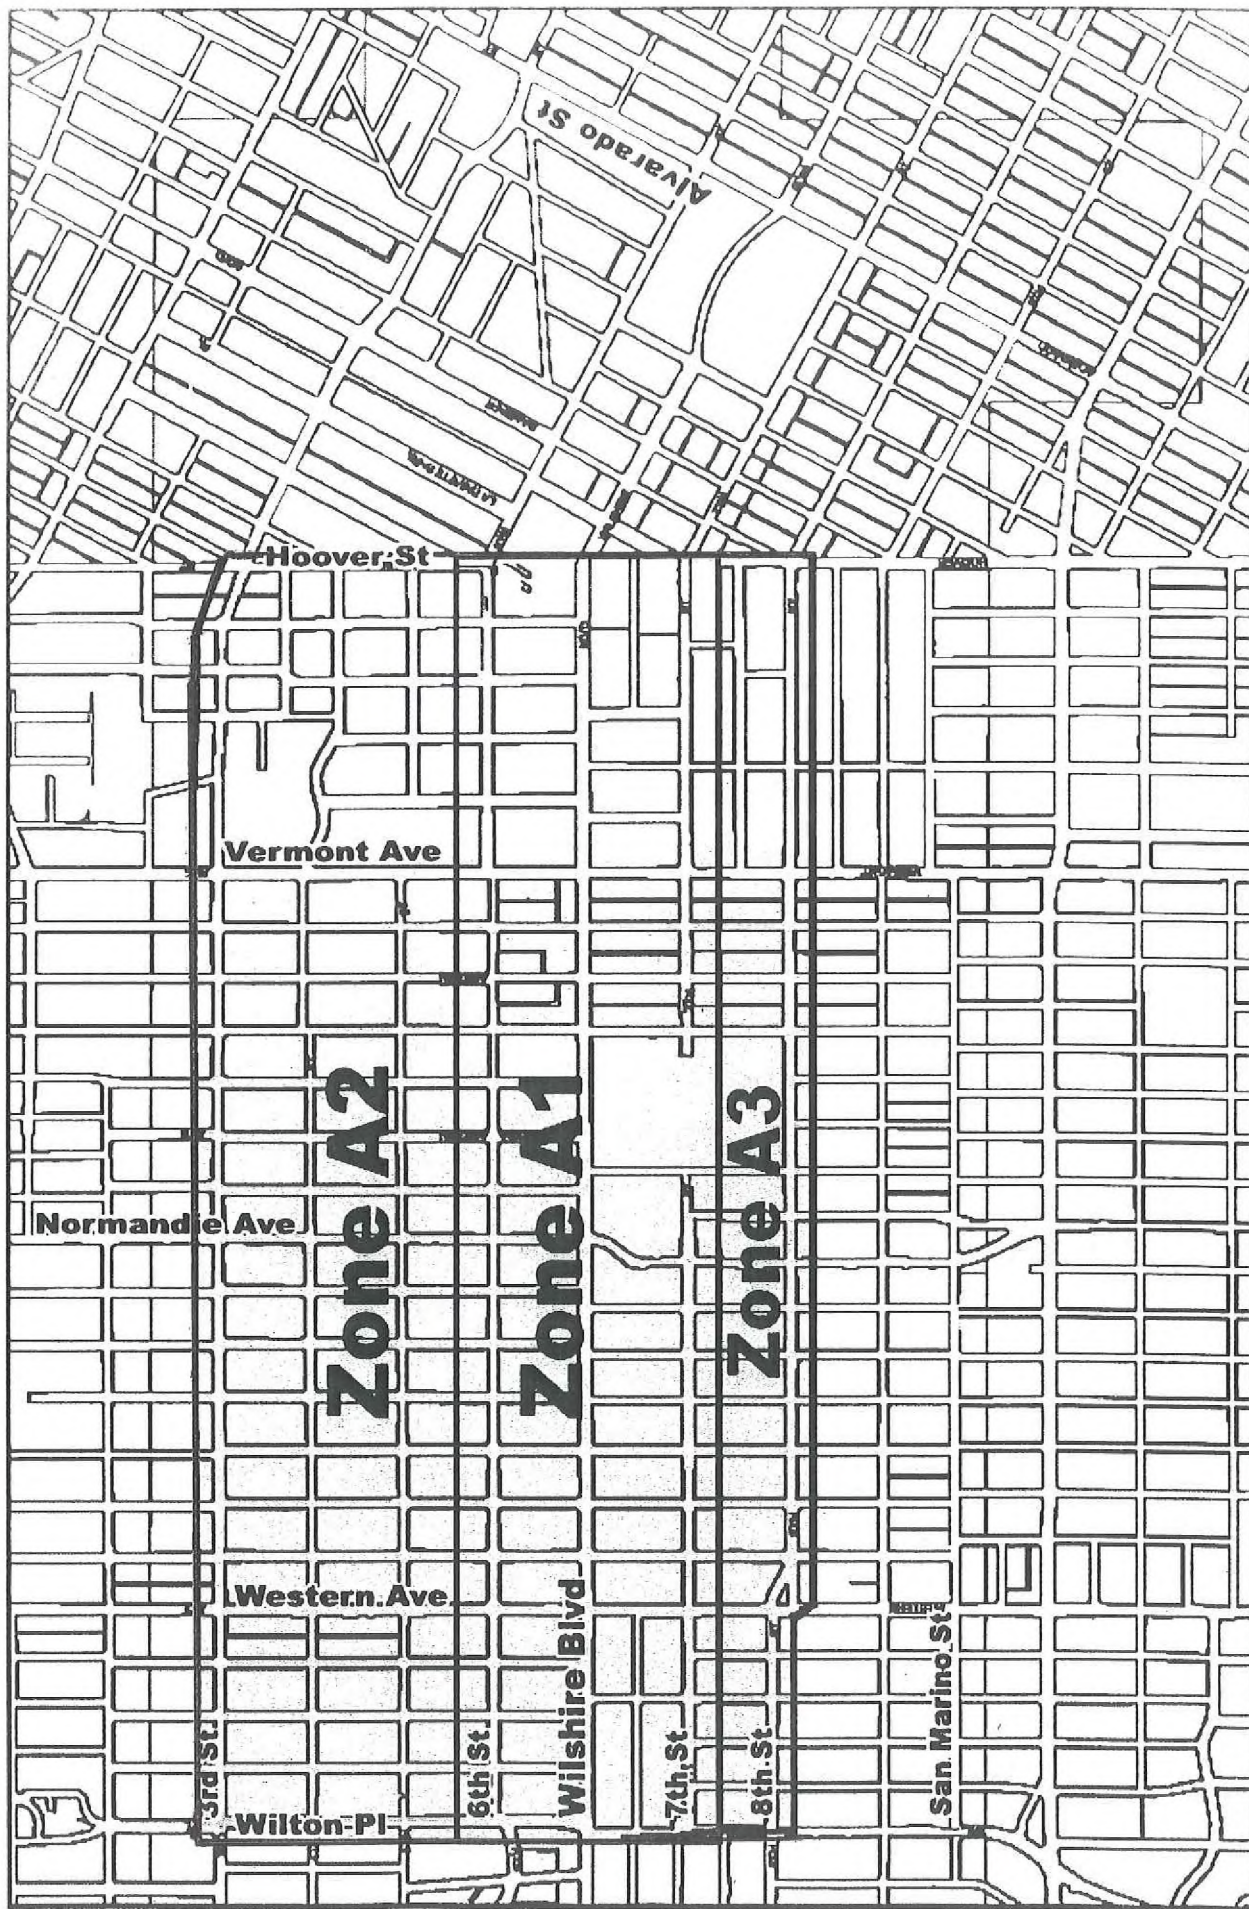 Alvarado St
Hoover St
Vermont Ave
Zone A2
Zone A1
Zone A3
Normandie Ave
Western Ave
3rd St.
6th St.
Wilshire Blvd
7th St.
8th St.
San Marino St
Wilton Pl